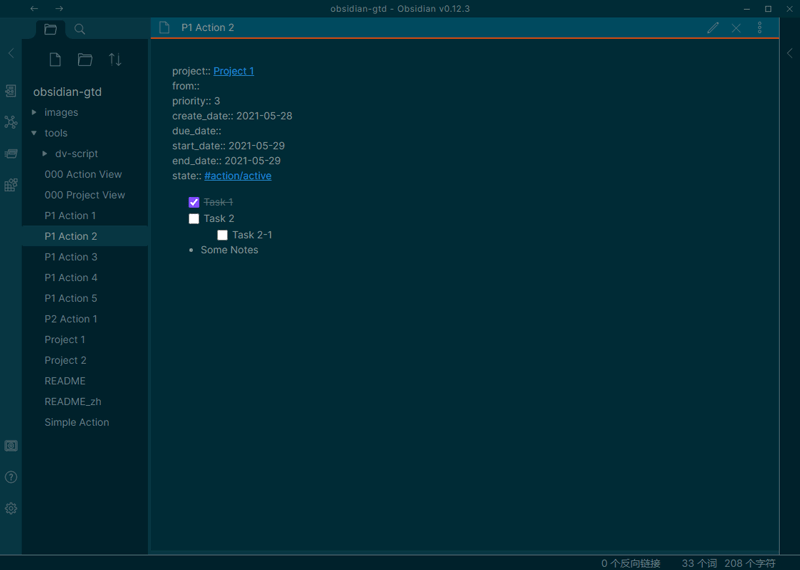 obsidian-gtd - Obsidian v0.12.3
P1 Action 2
obsidian-gtd
images
tools
dv-script
000 Action View
000 Project View
P1 Action 1
P1 Action 2
P1 Action 3
P1 Action 4
P1 Action 5
P2 Action 1
Project 1
Project 2
README
README_zh
Simple Action
project:: Project 1
from::
priority:: 3
create_date:: 2021-05-28
due_date::
start_date:: 2021-05-29
end_date:: 2021-05-29
state:: #action/active
Task 1
Task 2
Task 2-1
Some Notes
0 个反向链接 33 个词 208 个字符